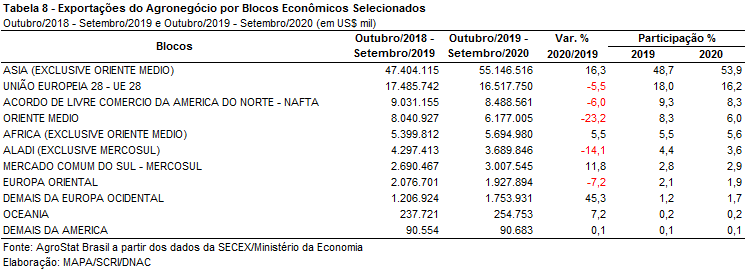 Tabela 8 - Exportações do Agronegócio por Blocos Econômicos Selecionados
Outubro/2018 - Setembro/2019 e Outubro/2019 - Setembro/2020 (em US$ mil)
Blocos Outubro/2018 - Setembro/2019 Outubro/2019 - Setembro/2020 Var. % 2020/2019 Participação % 2019 2020
ASIA (EXCLUSIVE ORIENTE MEDIO) 47.404.115 55.146.516 16,3 48,7 53,9
UNIÃO EUROPEIA 28 - UE 28 17.485.742 16.517.750 -5,5 18,0 16,2
ACORDO DE LIVRE COMERCIO DA AMERICA DO NORTE - NAFTA 9.031.155 8.488.561 -6,0 9,3 8,3
ORIENTE MEDIO 8.040.927 6.177.005 -23,2 8,3 6,0
AFRICA (EXCLUSIVE ORIENTE MEDIO) 5.399.812 5.694.980 5,5 5,5 5,6
ALADI (EXCLUSIVE MERCOSUL) 4.297.413 3.689.846 -14,1 4,4 3,6
MERCADO COMUM DO SUL - MERCOSUL 2.690.467 3.007.545 11,8 2,8 2,9
EUROPA ORIENTAL 2.076.701 1.927.894 -7,2 2,1 1,9
DEMAIS DA EUROPA OCIDENTAL 1.206.924 1.753.931 45,3 1,2 1,7
OCEANIA 237.721 254.753 7,2 0,2 0,2
DEMAIS DA AMERICA 90.554 90.683 0,1 0,1 0,1
Fonte: AgroStat Brasil a partir dos dados da SECEX/Ministério da Economia
Elaboração: MAPA/SCRI/DNAC